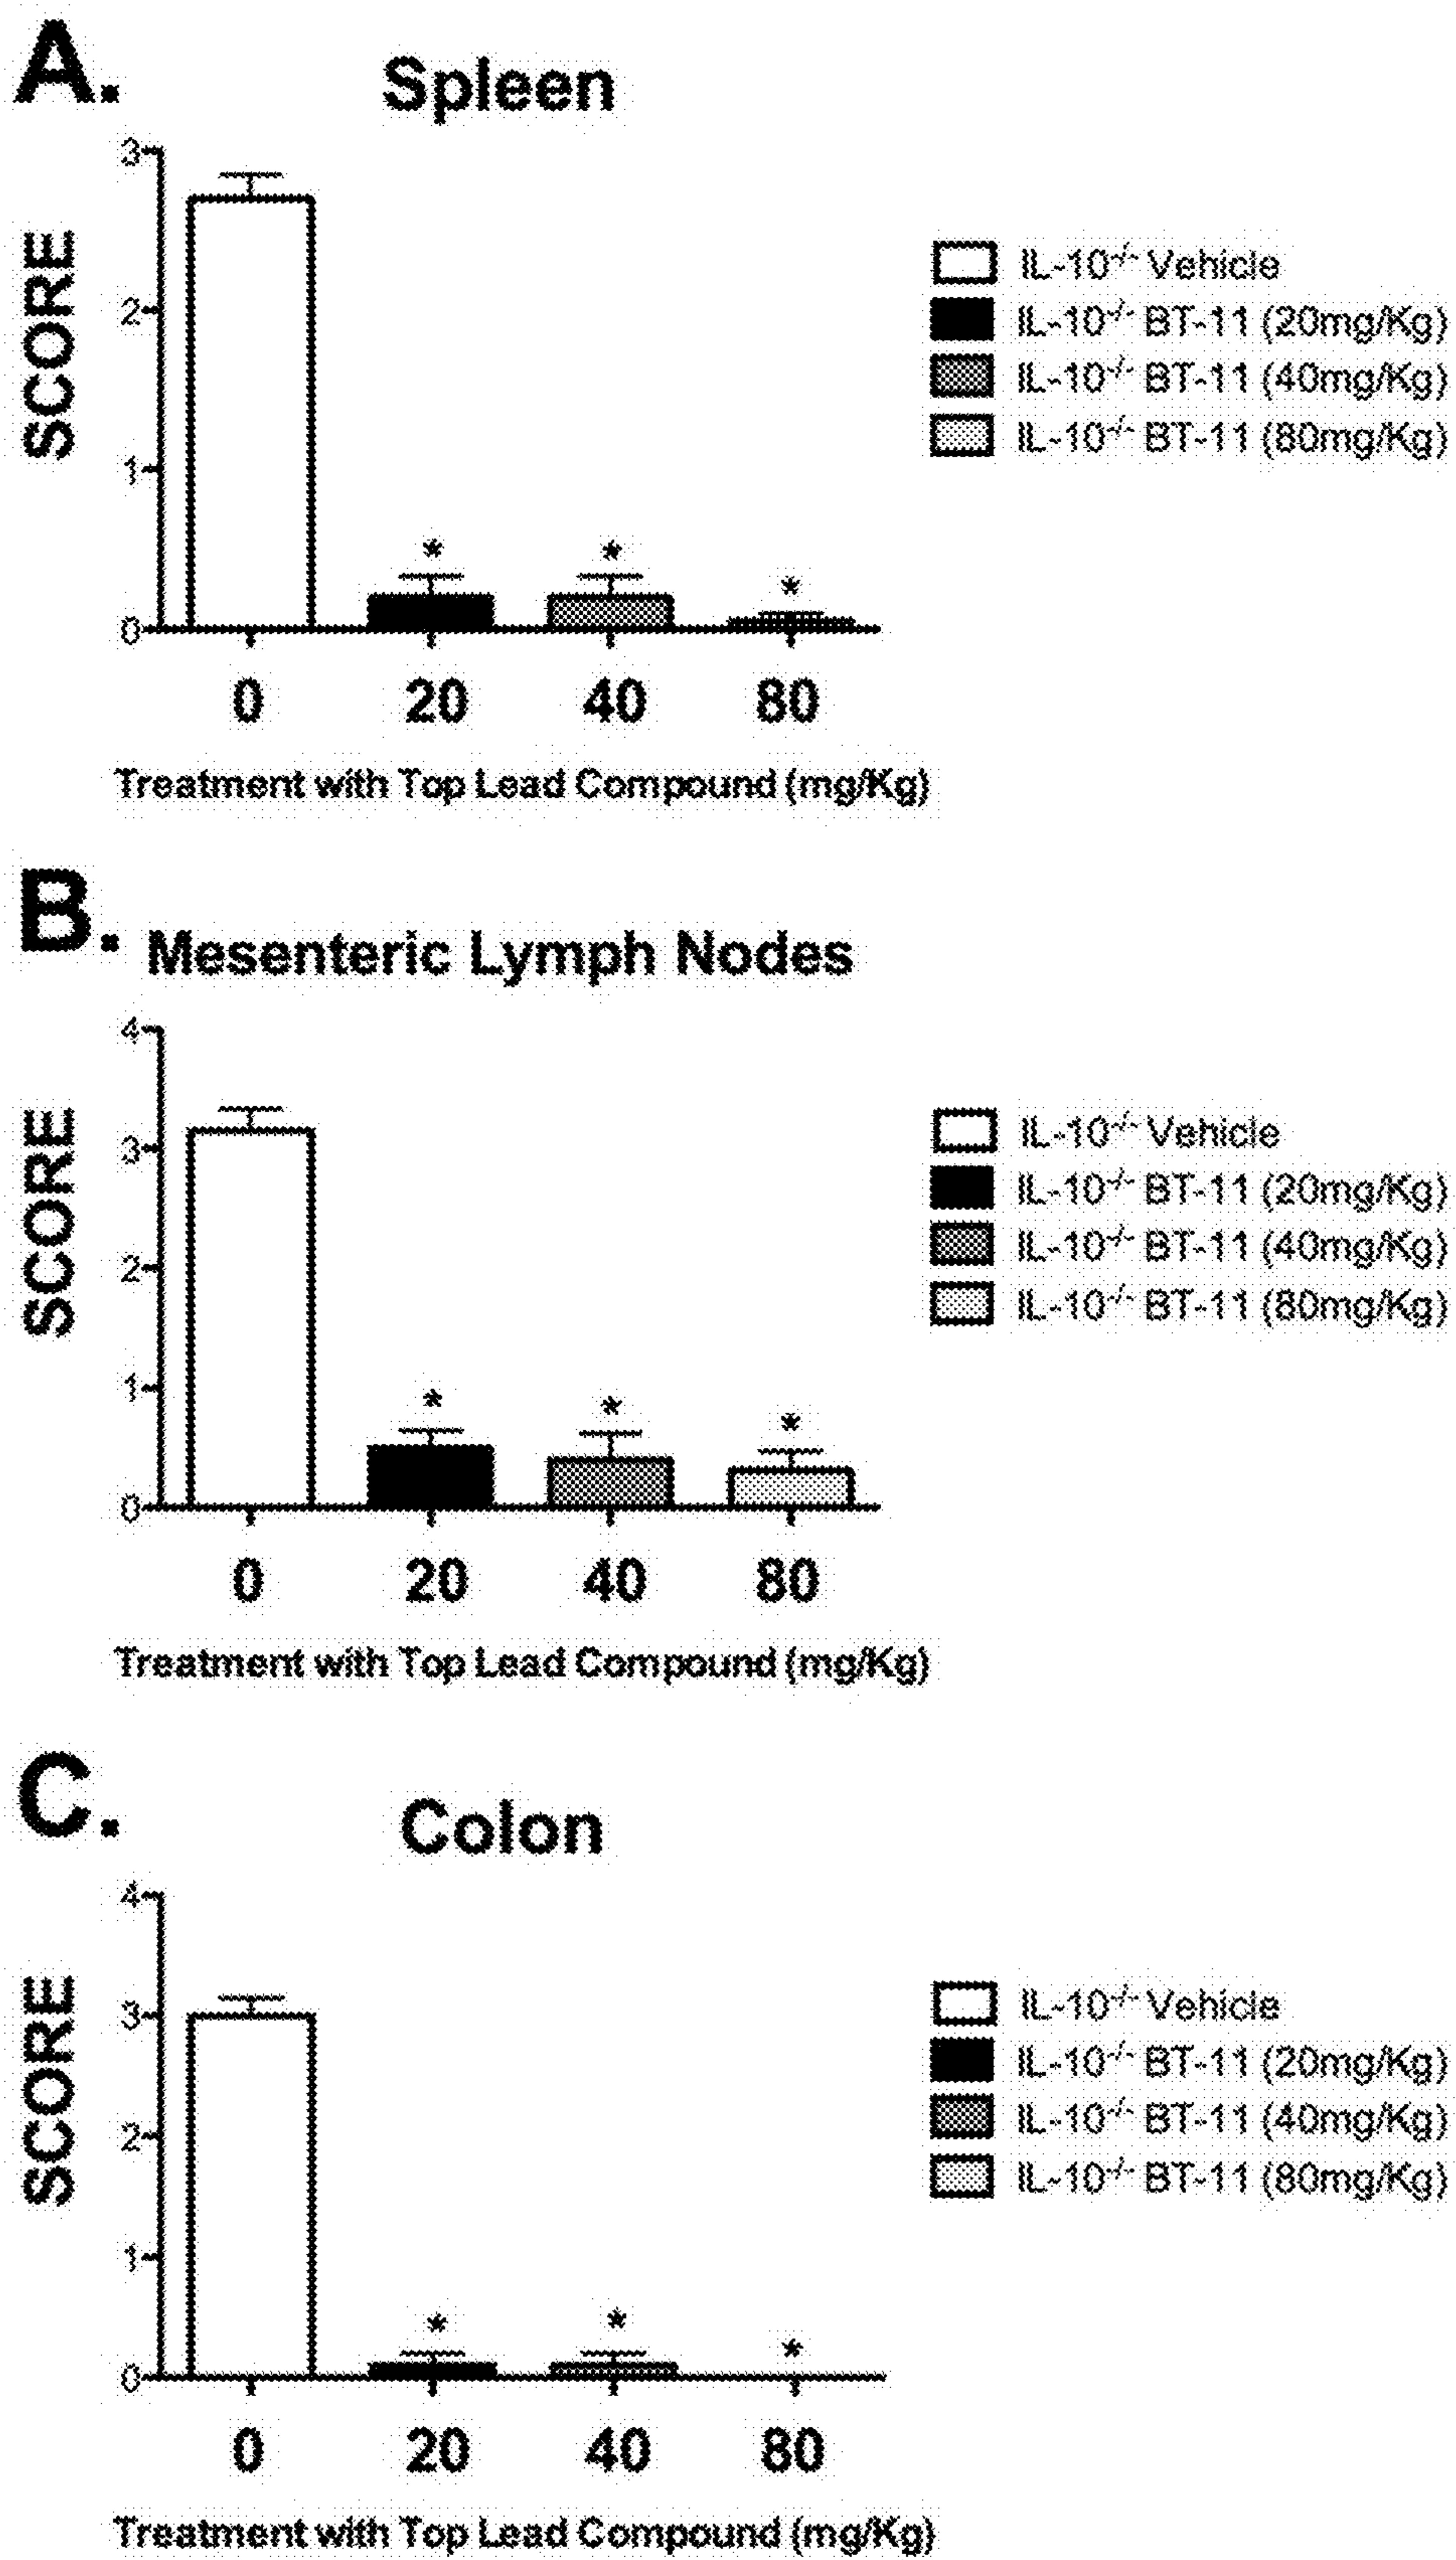 A.
Spleen
SCORE
3
2
1
0
* * *
0 20 40 80
Treatment with Top Lead Compound (mg/Kg)
IL-10-/- Vehicle
IL-10-/- BT-11 (20mg/Kg)
IL-10-/- BT-11 (40mg/Kg)
IL-10-/- BT-11 (80mg/Kg)
B.
Mesenteric Lymph Nodes
SCORE
4
3
2
1
0
* * *
0 20 40 80
Treatment with Top Lead Compound (mg/Kg)
IL-10-/- Vehicle
IL-10-/- BT-11 (20mg/Kg)
IL-10-/- BT-11 (40mg/Kg)
IL-10-/- BT-11 (80mg/Kg)
C.
Colon
SCORE
4
3
2
1
0
* * *
0 20 40 80
Treatment with Top Lead Compound (mg/Kg)
IL-10-/- Vehicle
IL-10-/- BT-11 (20mg/Kg)
IL-10-/- BT-11 (40mg/Kg)
IL-10-/- BT-11 (80mg/Kg)